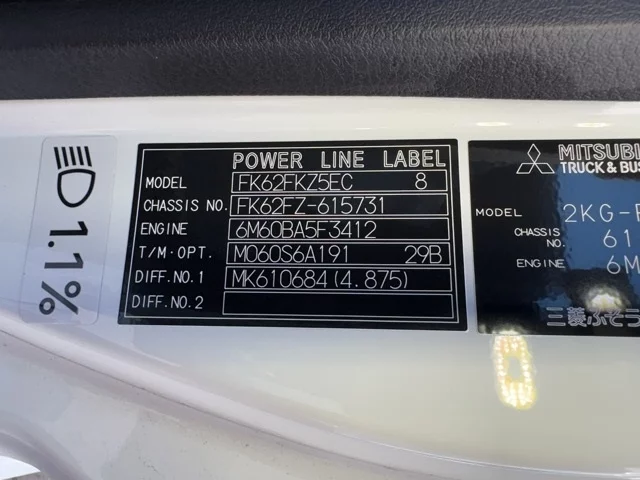 1.1%
POWER LINE LABEL
MODEL FK62FKZ5EC 8
CHASSIS NO. FK62FZ-615731
ENGINE 6M60BA5F3412
T/M·OPT. M060S6A191 29B
DIFF.NO.1 MK610684(4.875)
DIFF.NO.2
MITSUBI
TRUCK & BUS
MODEL 2KG-F
CHASSIS NO. 61
ENGINE 6M
三菱ふそう